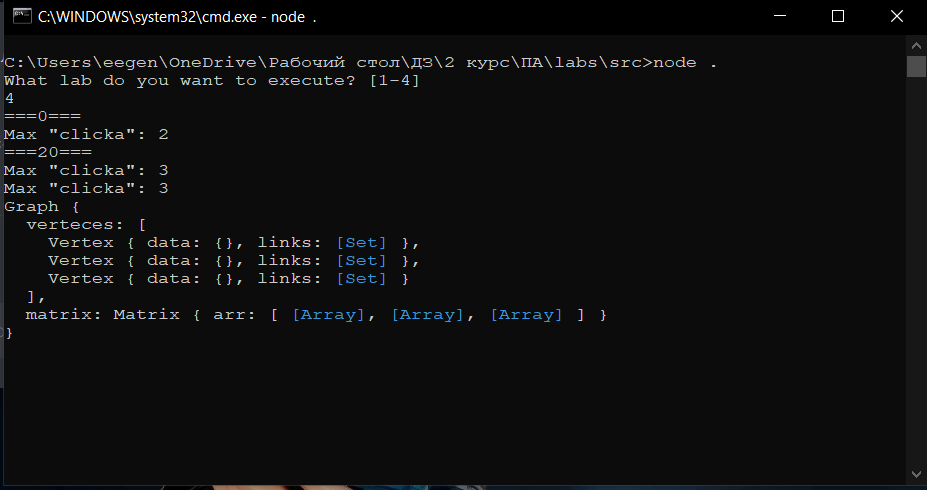 C:\WINDOWS\system32\cmd.exe - node .
C:\Users\eegen\OneDrive\Рабочий стол\ДЗ\2 курс\ПА\labs\src>node .
What lab do you want to execute? [1-4]
4
===0===
Max "clicka": 2
===20===
Max "clicka": 3
Max "clicka": 3
Graph {
  verteces: [
    Vertex { data: {}, links: [Set] },
    Vertex { data: {}, links: [Set] },
    Vertex { data: {}, links: [Set] }
  ],
  matrix: Matrix { arr: [ [Array], [Array], [Array] ] }
}